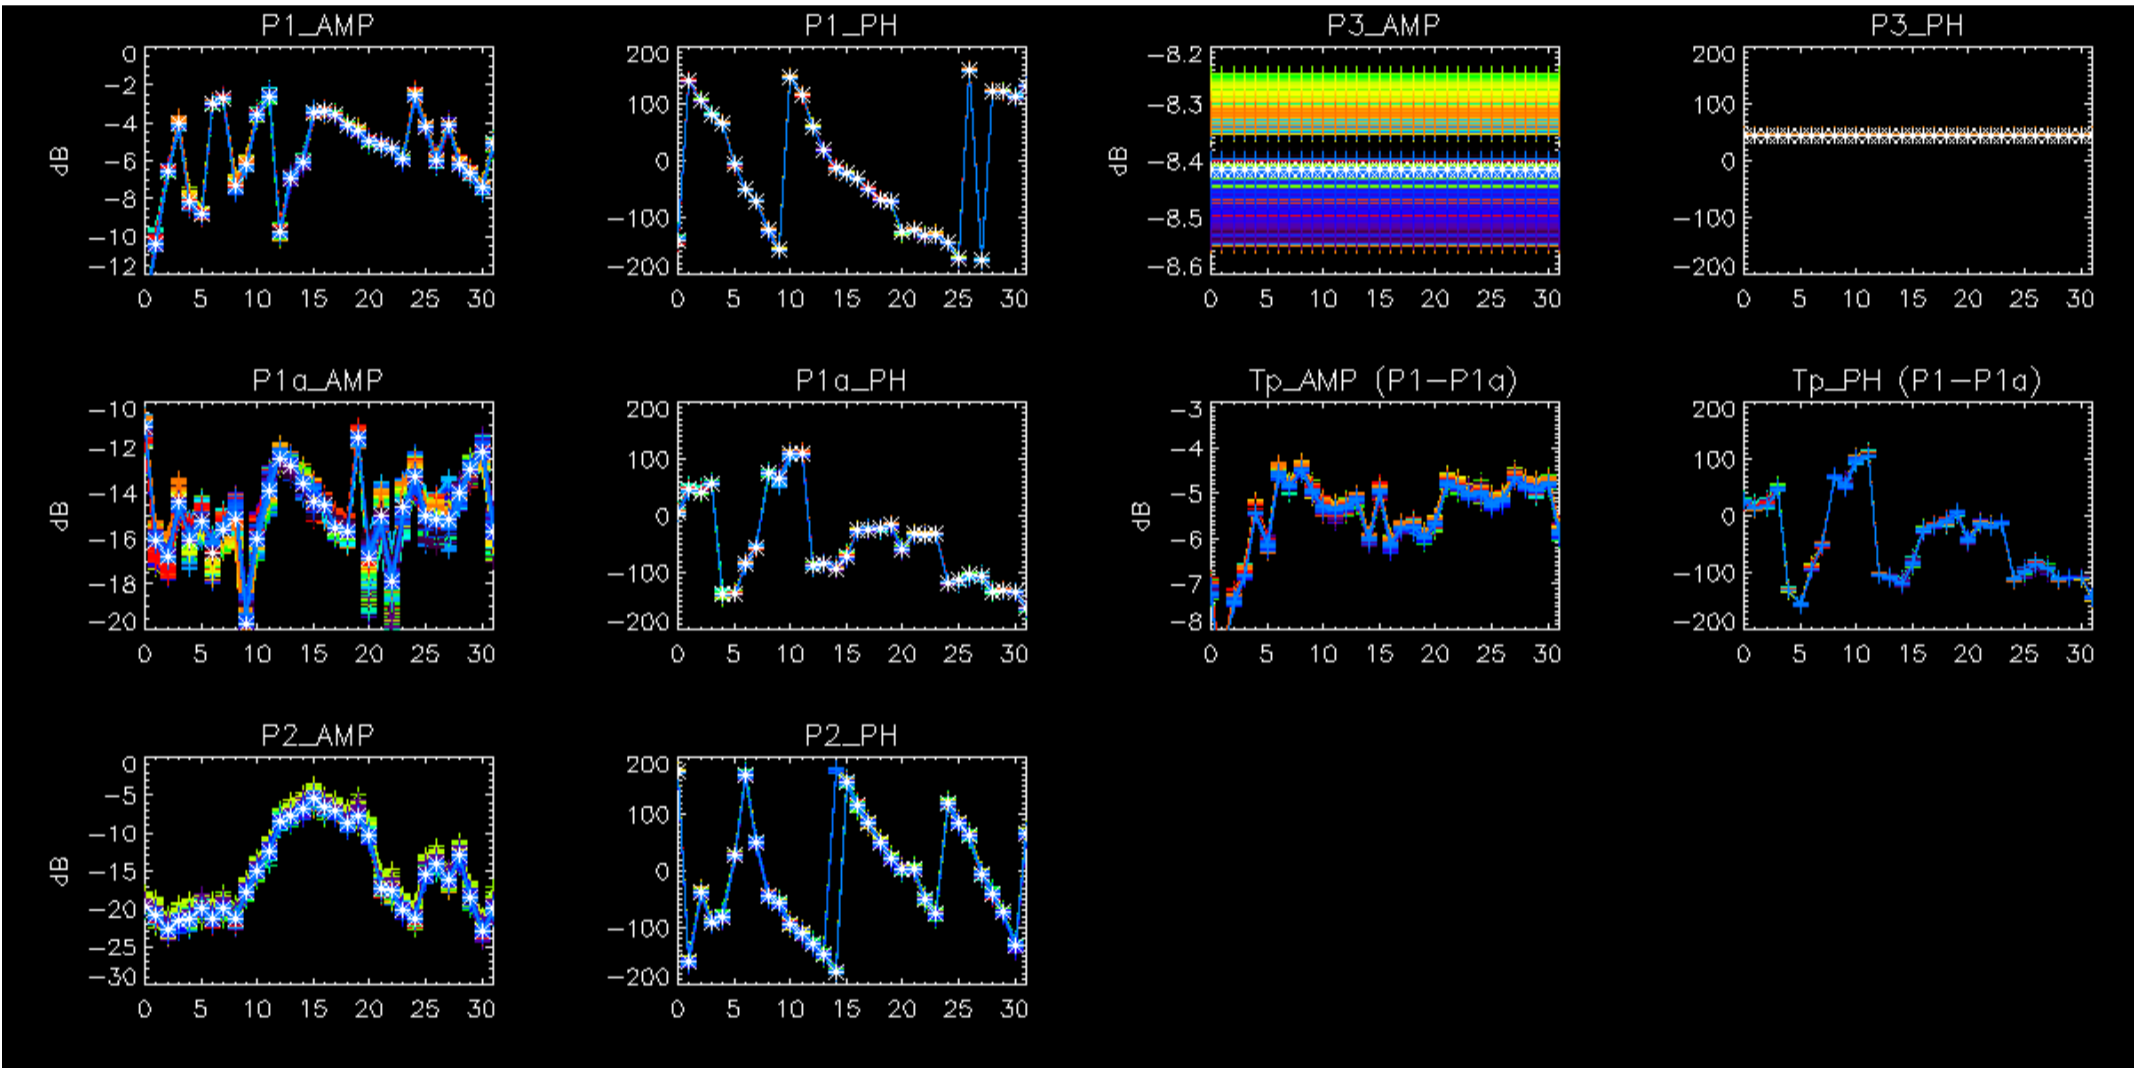 P1_AMP
0
−2
−4
−6
−8
−10
−12
dB
0 5 10 15 20 25 30
P1_PH
200
100
0
−100
−200
0 5 10 15 20 25 30
P3_AMP
−8.2
−8.3
−8.4
−8.5
−8.6
dB
0 5 10 15 20 25 30
P3_PH
200
100
0
−100
−200
0 5 10 15 20 25 30
P1a_AMP
−10
−12
−14
−16
−18
−20
dB
0 5 10 15 20 25 30
P1a_PH
200
100
0
−100
−200
0 5 10 15 20 25 30
Tp_AMP (P1−P1a)
−3
−4
−5
−6
−7
−8
dB
0 5 10 15 20 25 30
Tp_PH (P1−P1a)
200
100
0
−100
−200
0 5 10 15 20 25 30
P2_AMP
0
−5
−10
−15
−20
−25
−30
dB
0 5 10 15 20 25 30
P2_PH
200
100
0
−100
−200
0 5 10 15 20 25 30